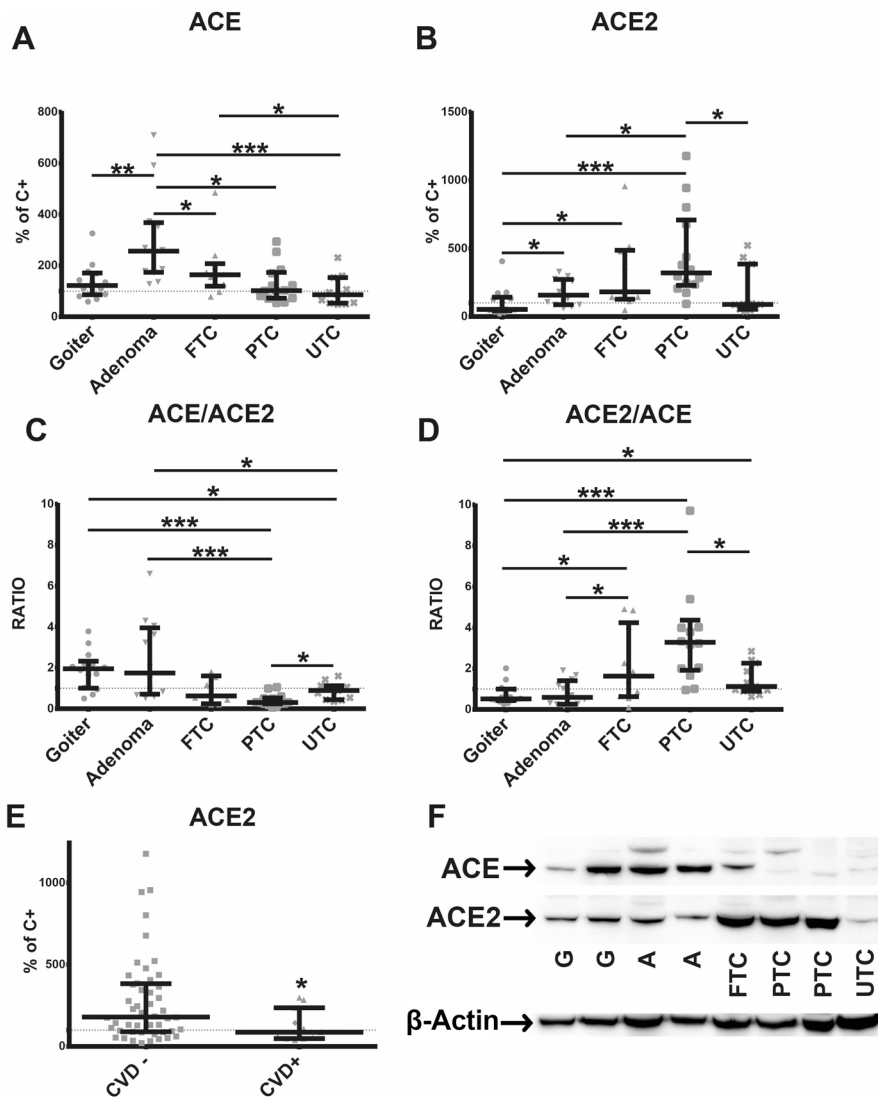 A
ACE
% of C+
800
600
400
200
0
**
*
*
***
*
Goiter
Adenoma
FTC
PTC
UTC
B
ACE2
% of C+
1500
1000
500
0
*
*
***
*
*
Goiter
Adenoma
FTC
PTC
UTC
C
ACE/ACE2
RATIO
10
8
6
4
2
0
*
*
***
***
*
Goiter
Adenoma
FTC
PTC
UTC
D
ACE2/ACE
RATIO
10
8
6
4
2
0
*
***
***
*
*
*
Goiter
Adenoma
FTC
PTC
UTC
E
ACE2
% of C+
1000
500
0
*
CVD -
CVD+
F
ACE
ACE2
G
G
A
A
FTC
PTC
PTC
UTC
β-Actin